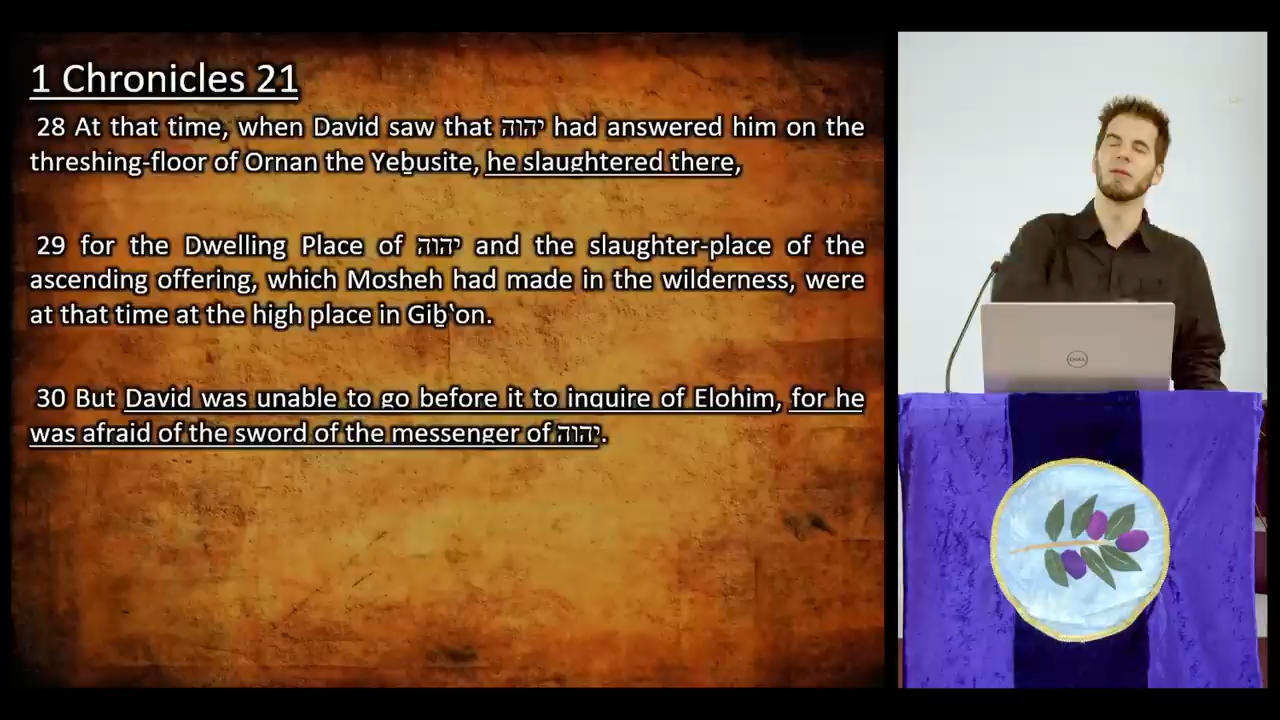 1 Chronicles 21
28 At that time, when David saw that יהוה had answered him on the
threshing-floor of Ornan the Yeḇusite, he slaughtered there,
29 for the Dwelling Place of יהוה and the slaughter-place of the
ascending offering, which Mosheh had made in the wilderness, were
at that time at the high place in Giḇ‛on.
30 But David was unable to go before it to inquire of Elohim, for he
was afraid of the sword of the messenger of יהוה.
DELL